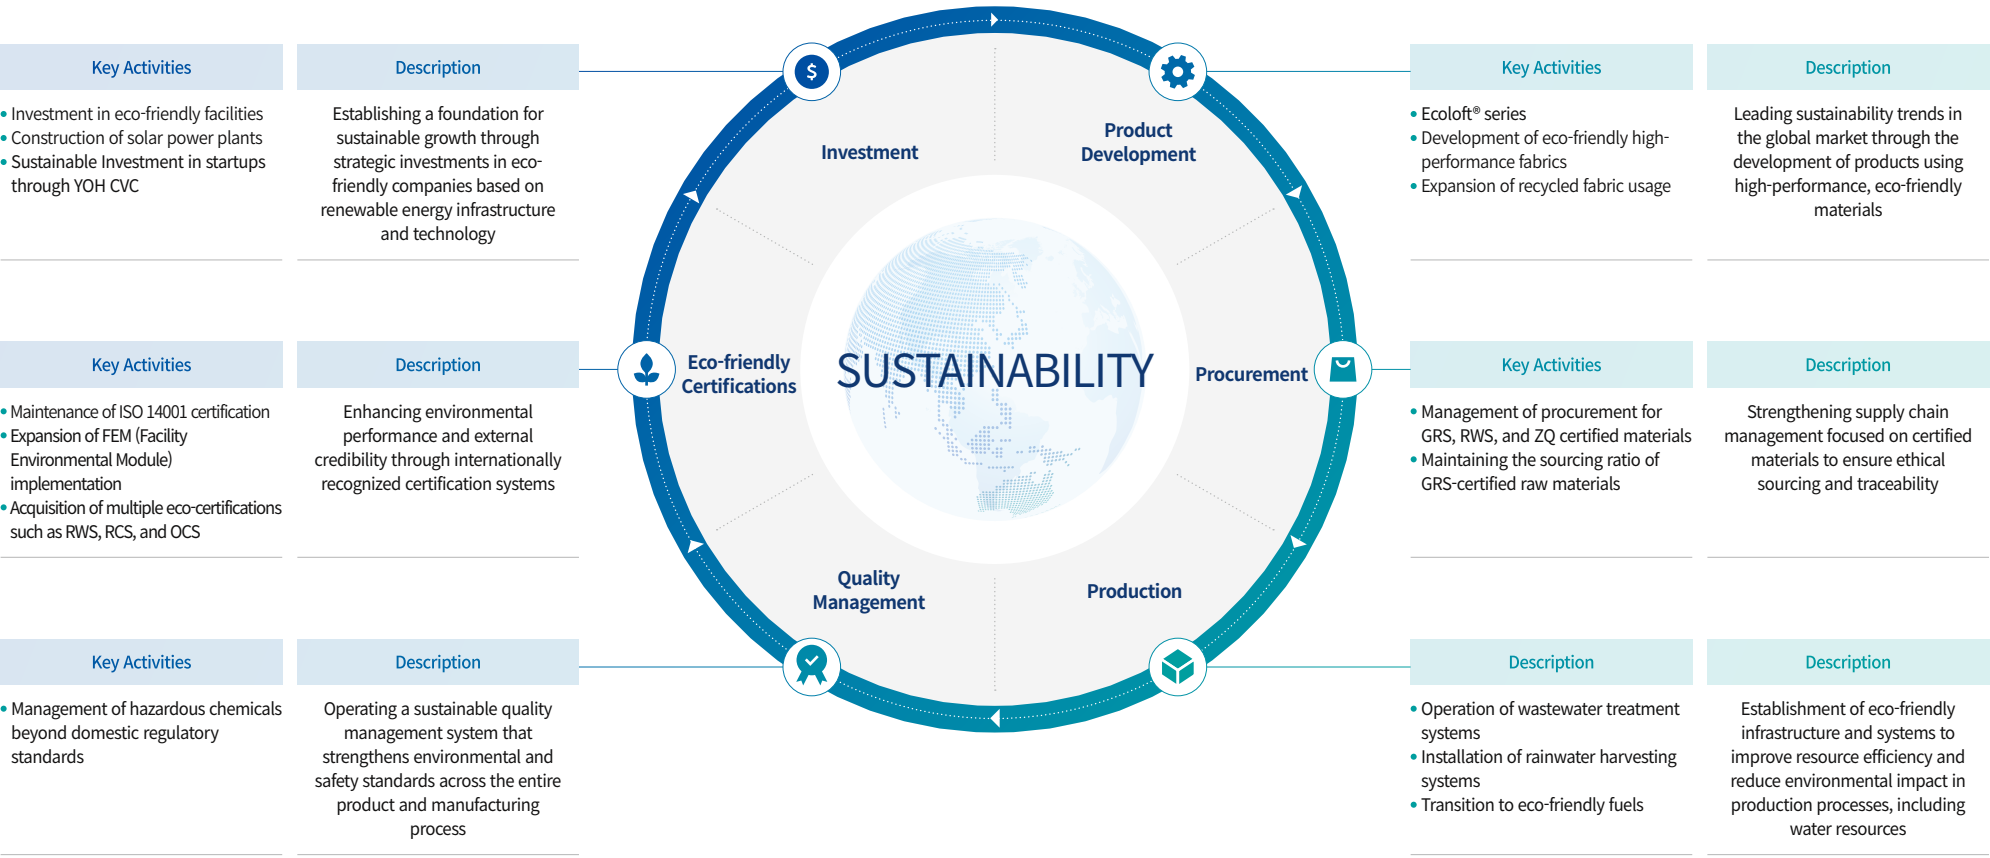 Key Activities
Description
• Investment in eco-friendly facilities
• Construction of solar power plants
• Sustainable Investment in startups
through YOH CVC
Establishing a foundation for
sustainable growth through
strategic investments in eco-
friendly companies based on
renewable energy infrastructure
and technology
Key Activities
Description
• Maintenance of ISO 14001 certification
• Expansion of FEM (Facility
Environmental Module)
implementation
• Acquisition of multiple eco-certifications
such as RWS, RCS, and OCS
Enhancing environmental
performance and external
credibility through internationally
recognized certification systems
Key Activities
Description
• Management of hazardous chemicals
beyond domestic regulatory
standards
Operating a sustainable quality
management system that
strengthens environmental and
safety standards across the entire
product and manufacturing
process
$
Investment
Product
Development
Eco-friendly
Certifications
SUSTAINABILITY
Procurement
Quality
Management
Production
Key Activities
Description
• Ecoloft® series
• Development of eco-friendly high-
performance fabrics
• Expansion of recycled fabric usage
Leading sustainability trends in
the global market through the
development of products using
high-performance, eco-friendly
materials
Key Activities
Description
• Management of procurement for
GRS, RWS, and ZQ certified materials
• Maintaining the sourcing ratio of
GRS-certified raw materials
Strengthening supply chain
management focused on certified
materials to ensure ethical
sourcing and traceability
Description
Description
• Operation of wastewater treatment
systems
• Installation of rainwater harvesting
systems
• Transition to eco-friendly fuels
Establishment of eco-friendly
infrastructure and systems to
improve resource efficiency and
reduce environmental impact in
production processes, including
water resources